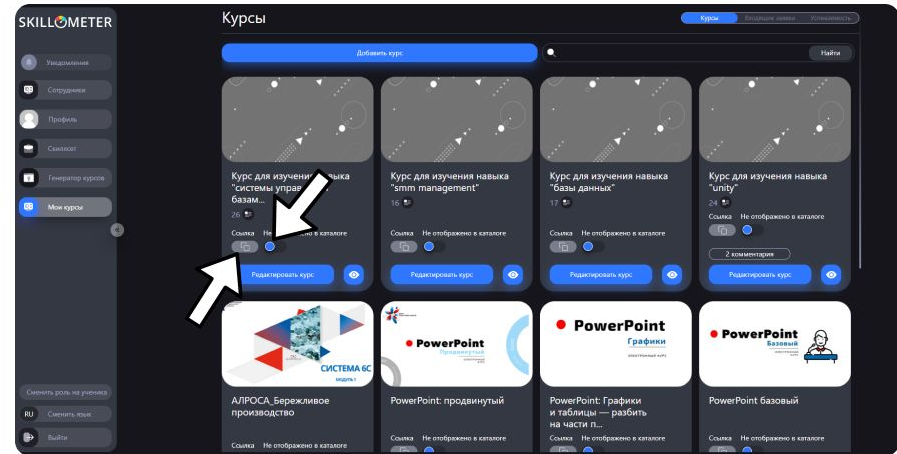 SKILLOMETER
Уведомления
Сотрудники
Профиль
Скиллсет
Генератор курсов
Мои курсы
Сменить роль на ученика
RU Сменить язык
Выйти
Курсы
Курсы Входящие заявки Успеваемость
Добавить курс
Найти
Курс для изучения навыка
"системы управ
базам...
26
Ссылка Не отображено в каталоге
Редактировать курс
Курс для изучения навыка
"smm management"
16
Ссылка Не отображено в каталоге
Редактировать курс
Курс для изучения навыка
"базы данных"
17
Ссылка Не отображено в каталоге
Редактировать курс
Курс для изучения навыка
"unity"
24
Ссылка Не отображено в каталоге
2 комментария
Редактировать курс
СИСТЕМА 6С
МОДУЛЬ 1
АЛРОСА_Бережливое
производство
Ссылка Не отображено в каталоге
PowerPoint
Продвинутый
PowerPoint: продвинутый
Ссылка Не отображено в каталоге
PowerPoint
Графики
ЭЛЕКТРОННЫЙ КУРС
PowerPoint: Графики
и таблицы — разбить
на части п...
Ссылка Не отображено в каталоге
PowerPoint
Базовый
PowerPoint базовый
Ссылка Не отображено в каталоге